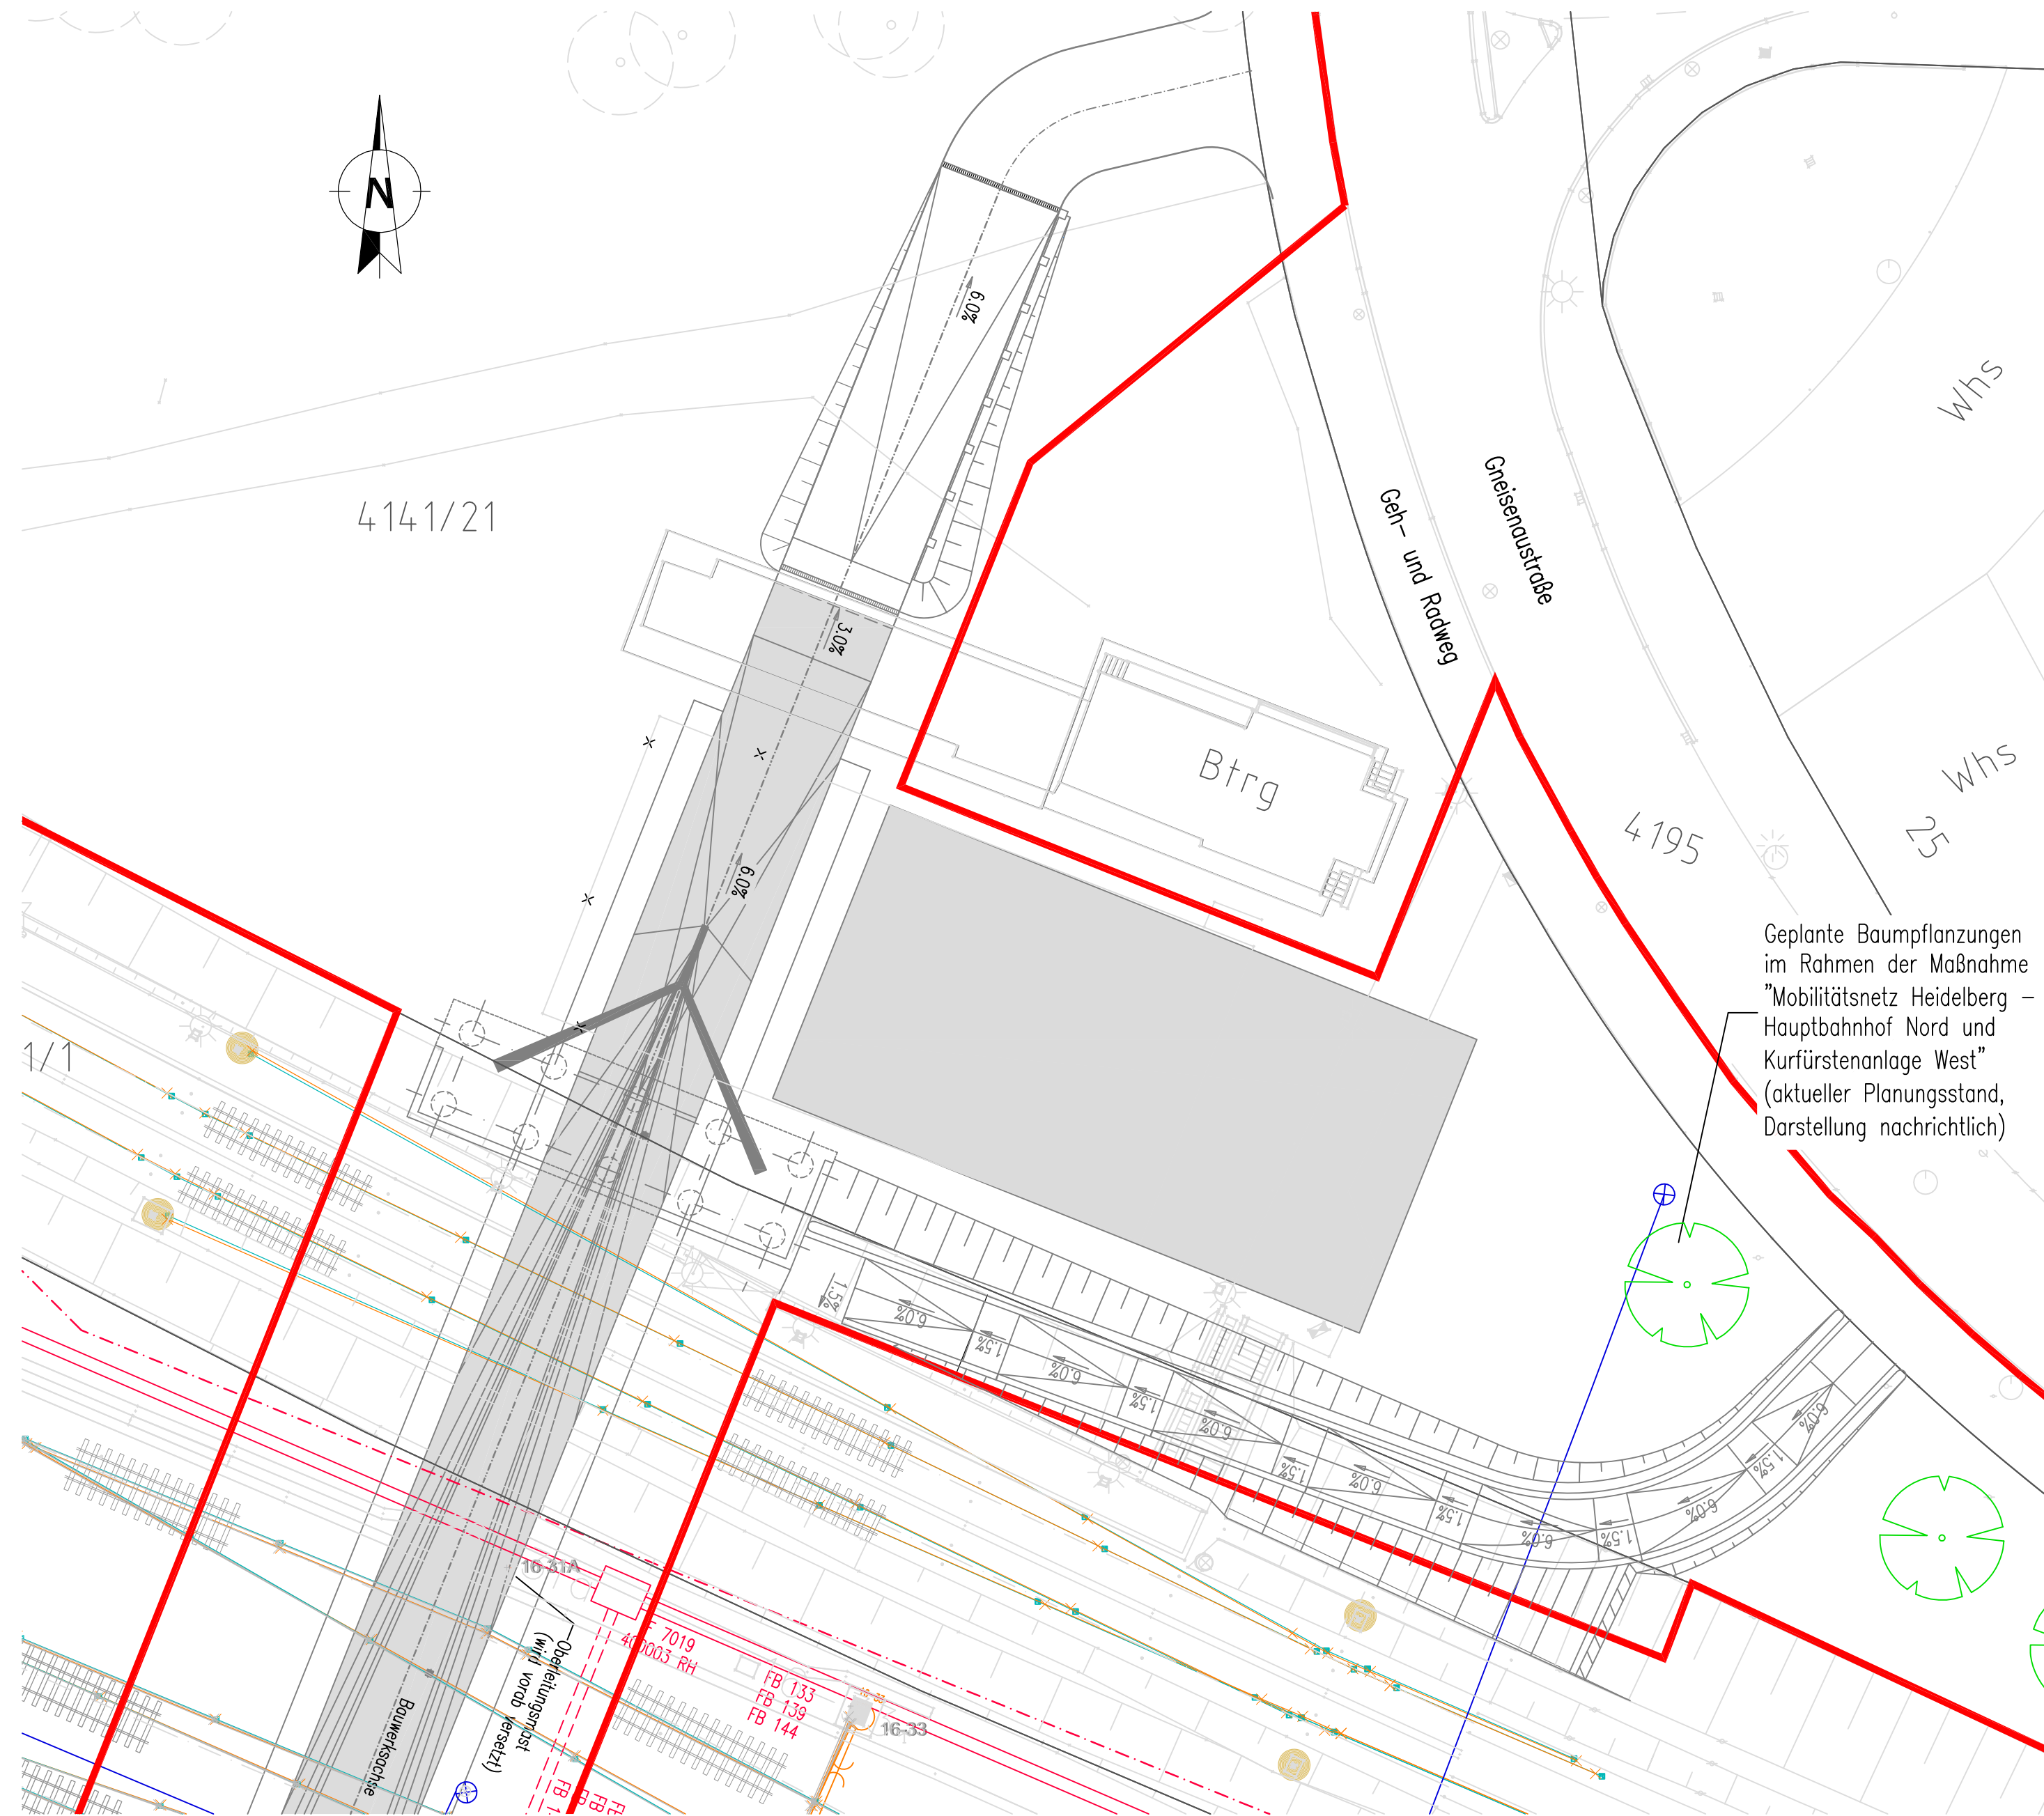 N
4141/21
6.0%
3.0%
6.0%
Geh- und Radweg
Gneisenaustraße
Whs
Whs
25
4195
Btrg
Geplante Baumpflanzungen
im Rahmen der Maßnahme
"Mobilitätsnetz Heidelberg –
Hauptbahnhof Nord und
Kurfürstenanlage West"
(aktueller Planungsstand,
Darstellung nachrichtlich)
1/1
1.5%
6.0%
1.5%
6.0%
1.5%
6.0%
1.5%
6.0%
1.5%
6.0%
1.5%
6.0%
1.5%
6.0%
16-31A
7019
400003 RH
FB 133
FB 139
FB 144
16-33
16-33
Oberleitungsmast
(wird vorab versetzt)
Bauwerksachse